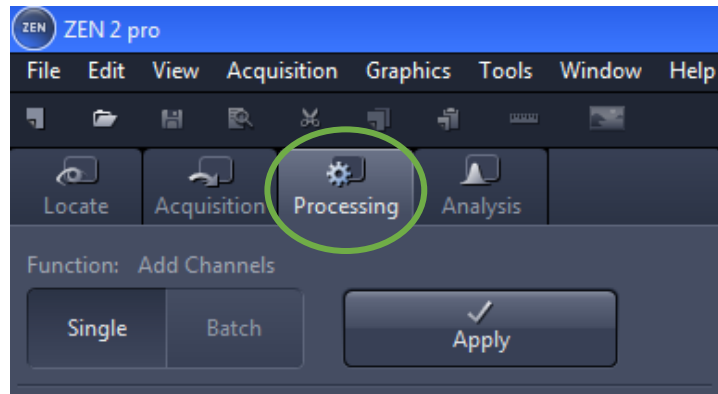 ZEN ZEN 2 pro
File Edit View Acquisition Graphics Tools Window Help
Locate Acquisition Processing Analysis
Function: Add Channels
Single Batch Apply